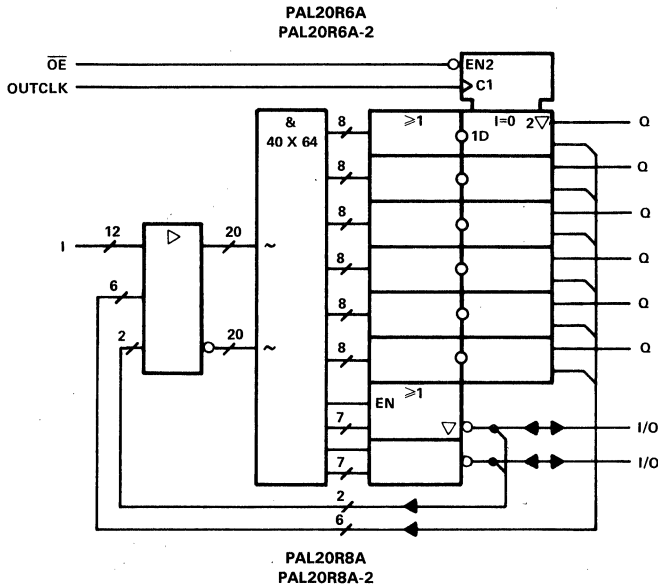 PAL20R6A
PAL20R6A-2
OE
EN2
OUTCLK
C1
&
40 X 64
8
≥1
1D
I=0
2▽
Q
8
Q
8
Q
I
12
▷
20
~
8
Q
6
8
Q
2
20
~
8
Q
EN
≥1
7
▽
I/O
7
I/O
2
6
PAL20R8A
PAL20R8A-2